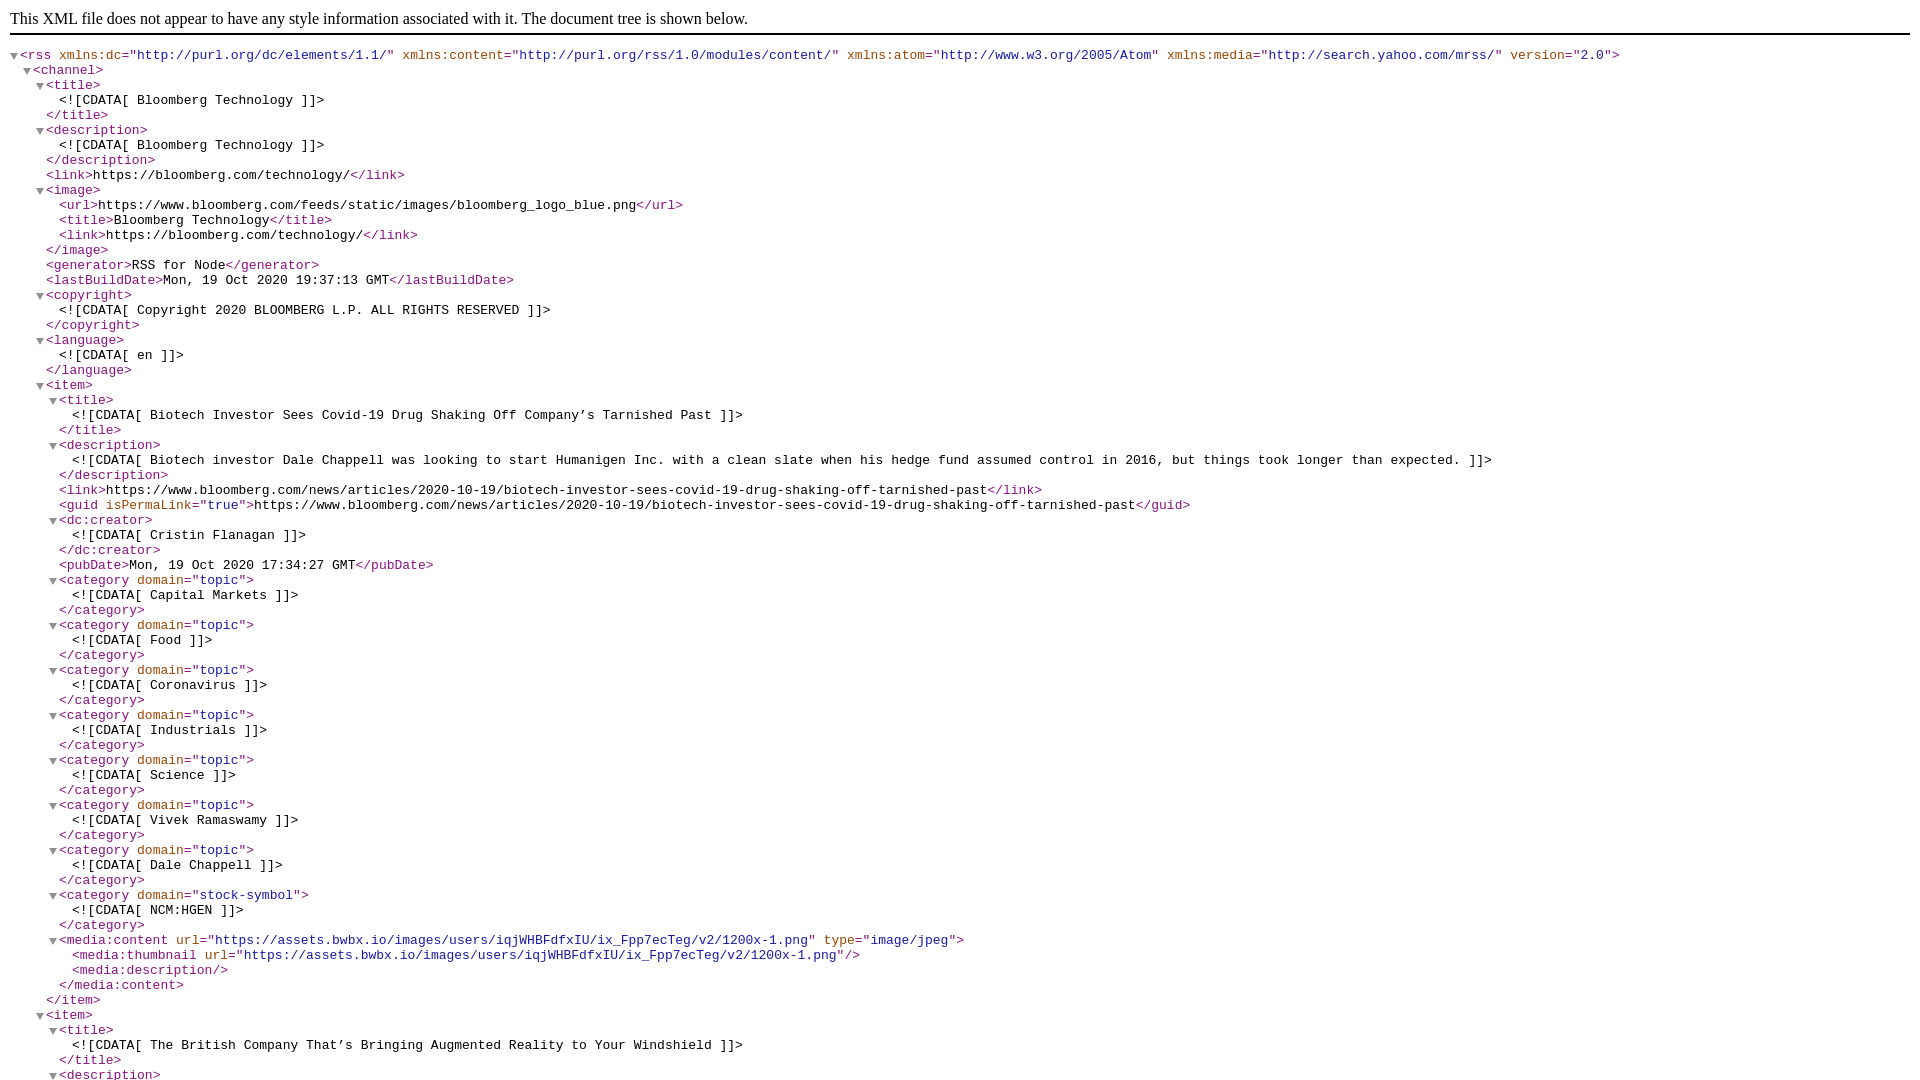 This XML file does not appear to have any style information associated with it. The document tree is shown below.
<rss xmlns:dc="http://purl.org/dc/elements/1.1/" xmlns:content="http://purl.org/rss/1.0/modules/content/" xmlns:atom="http://www.w3.org/2005/Atom" xmlns:media="http://search.yahoo.com/mrss/" version="2.0">
<channel>
<title>
<![CDATA[ Bloomberg Technology ]]>
</title>
<description>
<![CDATA[ Bloomberg Technology ]]>
</description>
<link>https://bloomberg.com/technology/</link>
<image>
<url>https://www.bloomberg.com/feeds/static/images/bloomberg_logo_blue.png</url>
<title>Bloomberg Technology</title>
<link>https://bloomberg.com/technology/</link>
</image>
<generator>RSS for Node</generator>
<lastBuildDate>Mon, 19 Oct 2020 19:37:13 GMT</lastBuildDate>
<copyright>
<![CDATA[ Copyright 2020 BLOOMBERG L.P. ALL RIGHTS RESERVED ]]>
</copyright>
<language>
<![CDATA[ en ]]>
</language>
<item>
<title>
<![CDATA[ Biotech Investor Sees Covid-19 Drug Shaking Off Company’s Tarnished Past ]]>
</title>
<description>
<![CDATA[ Biotech investor Dale Chappell was looking to start Humanigen Inc. with a clean slate when his hedge fund assumed control in 2016, but things took longer than expected. ]]>
</description>
<link>https://www.bloomberg.com/news/articles/2020-10-19/biotech-investor-sees-covid-19-drug-shaking-off-tarnished-past</link>
<guid isPermaLink="true">https://www.bloomberg.com/news/articles/2020-10-19/biotech-investor-sees-covid-19-drug-shaking-off-tarnished-past</guid>
<dc:creator>
<![CDATA[ Cristin Flanagan ]]>
</dc:creator>
<pubDate>Mon, 19 Oct 2020 17:34:27 GMT</pubDate>
<category domain="topic">
<![CDATA[ Capital Markets ]]>
</category>
<category domain="topic">
<![CDATA[ Food ]]>
</category>
<category domain="topic">
<![CDATA[ Coronavirus ]]>
</category>
<category domain="topic">
<![CDATA[ Industrials ]]>
</category>
<category domain="topic">
<![CDATA[ Science ]]>
</category>
<category domain="topic">
<![CDATA[ Vivek Ramaswamy ]]>
</category>
<category domain="topic">
<![CDATA[ Dale Chappell ]]>
</category>
<category domain="stock-symbol">
<![CDATA[ NCM:HGEN ]]>
</category>
<media:content url="https://assets.bwbx.io/images/users/iqjWHBFdfxIU/ix_Fpp7ecTeg/v2/1200x-1.png" type="image/jpeg">
<media:thumbnail url="https://assets.bwbx.io/images/users/iqjWHBFdfxIU/ix_Fpp7ecTeg/v2/1200x-1.png"/>
<media:description/>
</media:content>
</item>
<item>
<title>
<![CDATA[ The British Company That’s Bringing Augmented Reality to Your Windshield ]]>
</title>
<description>